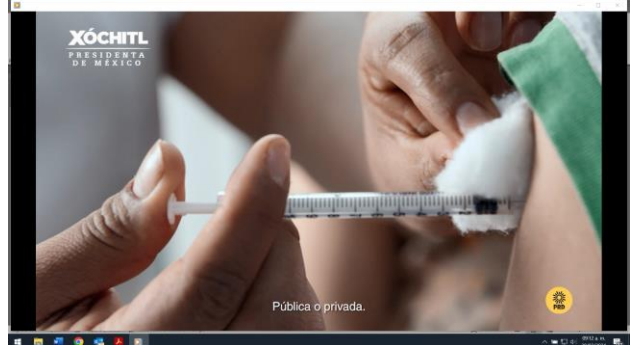 XÓCHITL
PRESIDENTA
DE MÉXICO
Pública o privada.
PRD